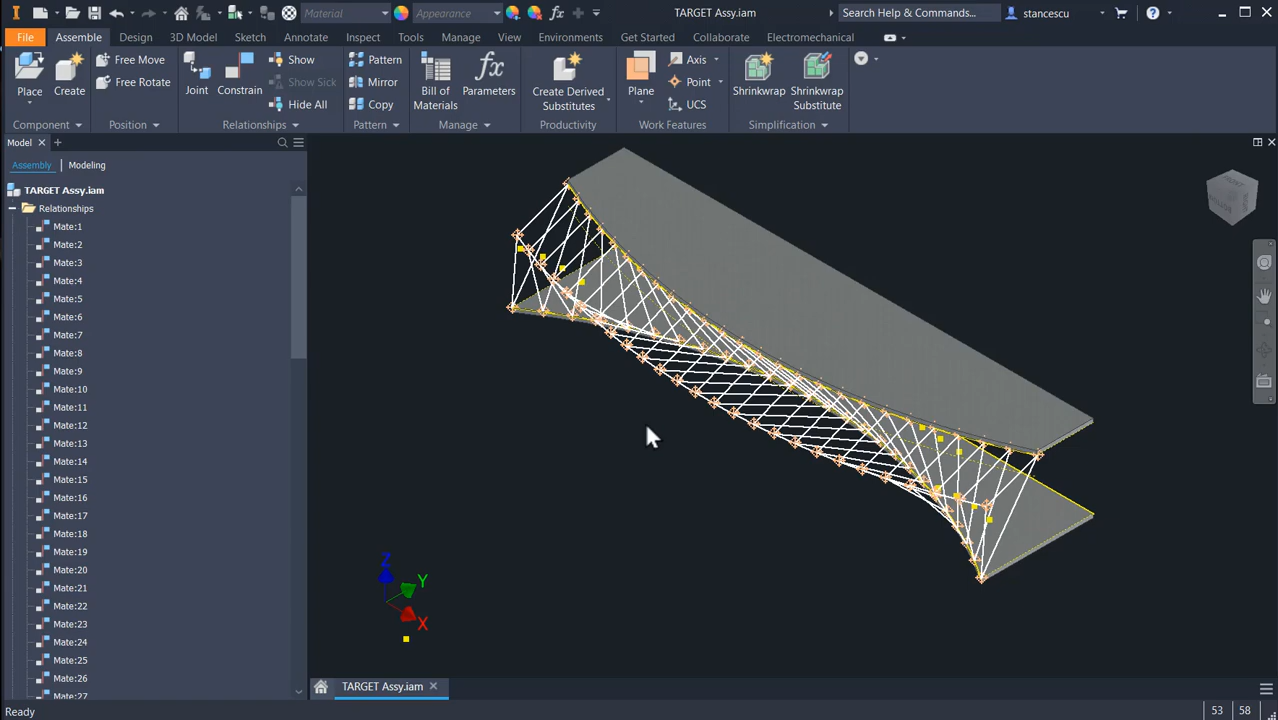 Material
Appearance
TARGET Assy.iam
Search Help & Commands...
stancescu
File
Assemble
Design
3D Model
Sketch
Annotate
Inspect
Tools
Manage
View
Environments
Get Started
Collaborate
Electromechanical
Place
Create
Free Move
Free Rotate
Joint
Constrain
Show
Show Sick
Hide All
Pattern
Mirror
Copy
Bill of
Materials
Parameters
Create Derived
Substitutes
Plane
Axis
Point
UCS
Shrinkwrap
Shrinkwrap
Substitute
Component
Position
Relationships
Pattern
Manage
Productivity
Work Features
Simplification
Model
Assembly
Modeling
TARGET Assy.iam
Relationships
Mate:1
Mate:2
Mate:3
Mate:4
Mate:5
Mate:6
Mate:7
Mate:8
Mate:9
Mate:10
Mate:11
Mate:12
Mate:13
Mate:14
Mate:15
Mate:16
Mate:17
Mate:18
Mate:19
Mate:20
Mate:21
Mate:22
Mate:23
Mate:24
Mate:25
Mate:26
Mate:27
Z
Y
X
TARGET Assy.iam
Ready
53
58